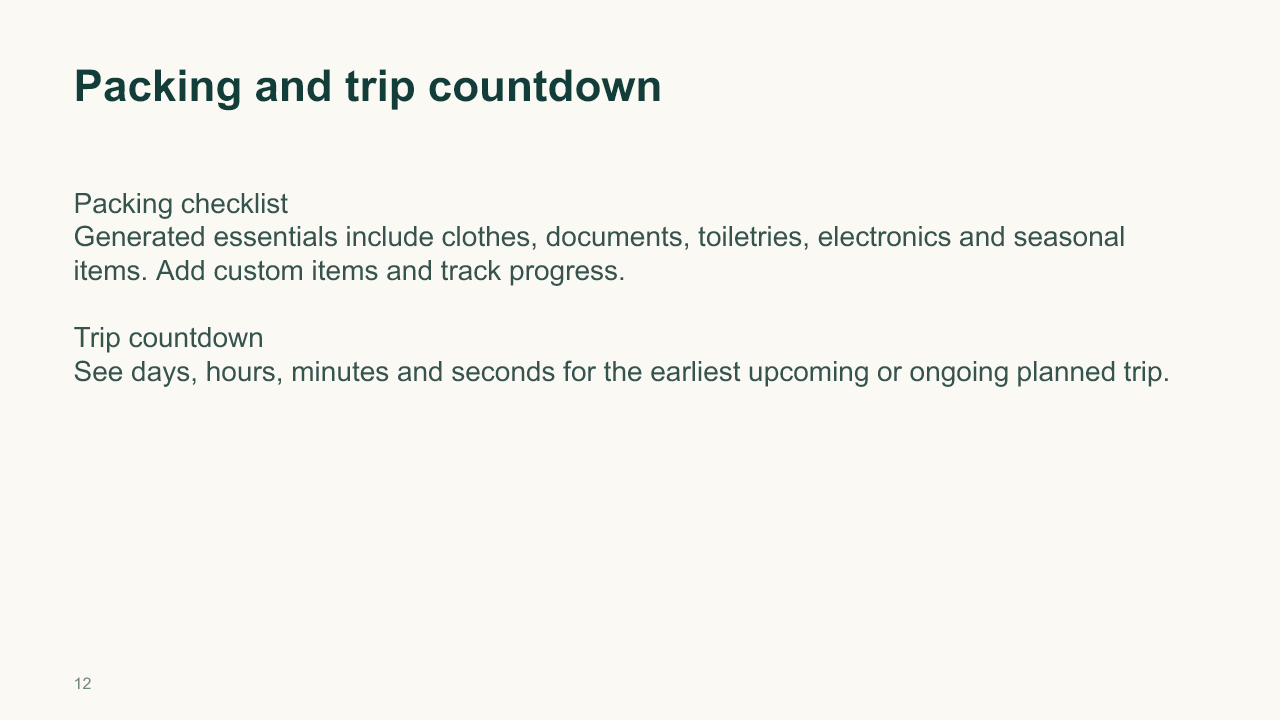 Packing and trip countdown
Packing checklist
Generated essentials include clothes, documents, toiletries, electronics and seasonal
items. Add custom items and track progress.
Trip countdown
See days, hours, minutes and seconds for the earliest upcoming or ongoing planned trip.
12